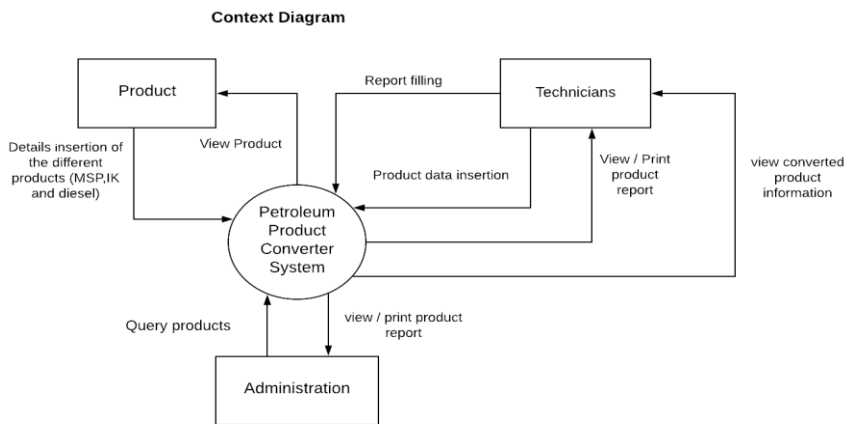 Context Diagram
Product
Report filling
Technicians
Details insertion of
the different
products (MSP,IK
and diesel)
View Product
Product data insertion
View / Print
product
report
view converted
product
information
Petroleum
Product
Converter
System
Query products
view / print product
report
Administration